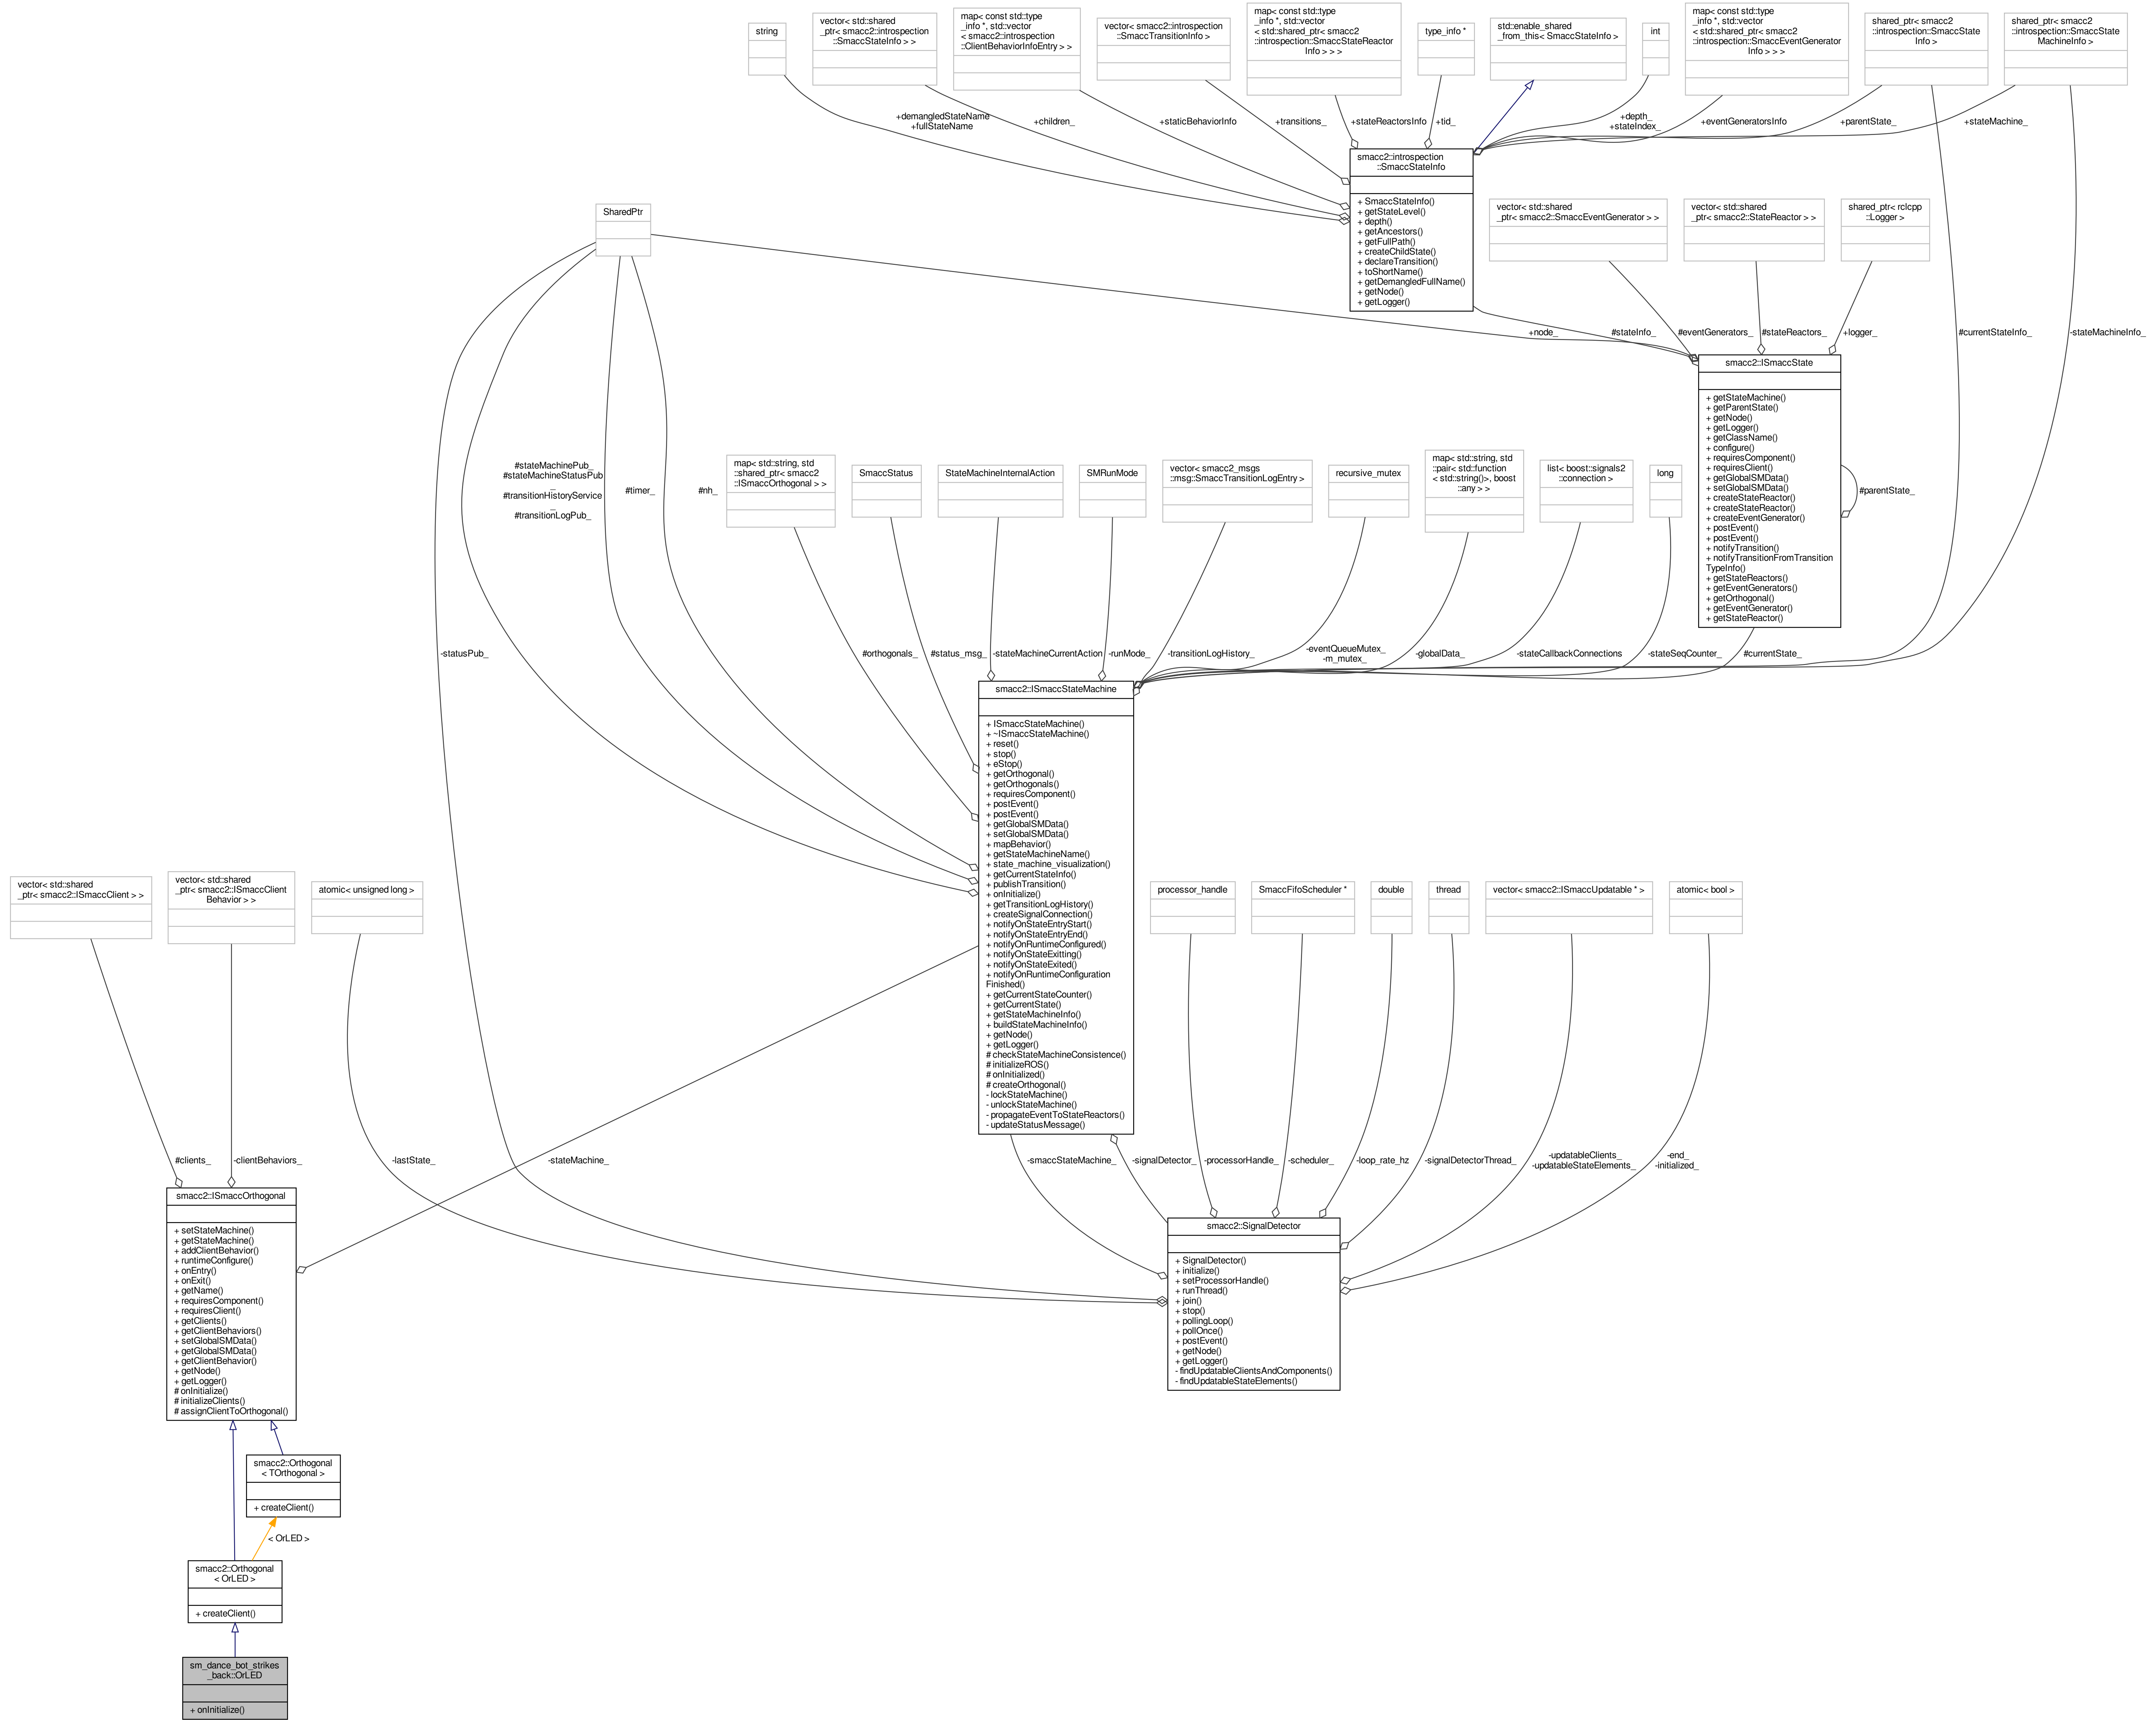 string
vector< std::shared
_ptr< smacc2::introspection
::SmaccStateInfo > >
map< const std::type
_info *, std::vector
< smacc2::introspection
::ClientBehaviorInfoEntry > >
vector< smacc2::introspection
::SmaccTransitionInfo >
map< const std::type
_info *, std::vector
< std::shared_ptr< smacc2
::introspection::SmaccStateReactor
Info > > >
type_info *
std::enable_shared
_from_this< SmaccStateInfo >
int
map< const std::type
_info *, std::vector
< std::shared_ptr< smacc2
::introspection::SmaccEventGenerator
Info > > >
shared_ptr< smacc2
::introspection::SmaccState
Info >
shared_ptr< smacc2
::introspection::SmaccState
MachineInfo >
+demangledStateName
+fullStateName
+children_
+staticBehaviorInfo
+transitions_
+stateReactorsInfo
+tid_
+depth_
+stateIndex_
+eventGeneratorsInfo
+parentState_
+stateMachine_
smacc2::introspection
::SmaccStateInfo
+ SmaccStateInfo()
+ getStateLevel()
+ depth()
+ getAncestors()
+ getFullPath()
+ createChildState()
+ declareTransition()
+ toShortName()
+ getDemangledFullName()
+ getNode()
+ getLogger()
SharedPtr
vector< std::shared
_ptr< smacc2::SmaccEventGenerator > >
vector< std::shared
_ptr< smacc2::StateReactor > >
shared_ptr< rclcpp
::Logger >
+node_
#stateInfo_
#eventGenerators_
#stateReactors_
+logger_
#currentStateInfo_
-stateMachineInfo_
smacc2::ISmaccState
+ getStateMachine()
+ getParentState()
+ getNode()
+ getLogger()
+ getClassName()
+ configure()
+ requiresComponent()
+ requiresClient()
+ getGlobalSMData()
+ setGlobalSMData()
+ createStateReactor()
+ createStateReactor()
+ createEventGenerator()
+ postEvent()
+ postEvent()
+ notifyTransition()
+ notifyTransitionFromTransition
TypeInfo()
+ getStateReactors()
+ getEventGenerators()
+ getOrthogonal()
+ getEventGenerator()
+ getStateReactor()
#parentState_
#stateMachinePub_
#stateMachineStatusPub
_
#transitionHistoryService
_
#transitionLogPub_
#timer_
#nh_
map< std::string, std
::shared_ptr< smacc2
::ISmaccOrthogonal > >
SmaccStatus
StateMachineInternalAction
SMRunMode
vector< smacc2_msgs
::msg::SmaccTransitionLogEntry >
recursive_mutex
map< std::string, std
::pair< std::function
< std::string()>, boost
::any > >
list< boost::signals2
::connection >
long
-statusPub_
#orthogonals_
#status_msg_
-stateMachineCurrentAction
-runMode_
-transitionLogHistory_
-eventQueueMutex_
-m_mutex_
-globalData_
-stateCallbackConnections
-stateSeqCounter_
#currentState_
smacc2::ISmaccStateMachine
+ ISmaccStateMachine()
+ ~ISmaccStateMachine()
+ reset()
+ stop()
+ eStop()
+ getOrthogonal()
+ getOrthogonals()
+ requiresComponent()
+ postEvent()
+ postEvent()
+ getGlobalSMData()
+ setGlobalSMData()
+ mapBehavior()
+ getStateMachineName()
+ state_machine_visualization()
+ getCurrentStateInfo()
+ publishTransition()
+ onInitialize()
+ getTransitionLogHistory()
+ createSignalConnection()
+ notifyOnStateEntryStart()
+ notifyOnStateEntryEnd()
+ notifyOnRuntimeConfigured()
+ notifyOnStateExitting()
+ notifyOnStateExited()
+ notifyOnRuntimeConfiguration
Finished()
+ getCurrentStateCounter()
+ getCurrentState()
+ getStateMachineInfo()
+ buildStateMachineInfo()
+ getNode()
+ getLogger()
# checkStateMachineConsistence()
# initializeROS()
# onInitialized()
# createOrthogonal()
- lockStateMachine()
- unlockStateMachine()
- propagateEventToStateReactors()
- updateStatusMessage()
vector< std::shared
_ptr< smacc2::ISmaccClient > >
vector< std::shared
_ptr< smacc2::ISmaccClient
Behavior > >
atomic< unsigned long >
processor_handle
SmaccFifoScheduler *
double
thread
vector< smacc2::ISmaccUpdatable * >
atomic< bool >
#clients_
-clientBehaviors_
-lastState_
-stateMachine_
-smaccStateMachine_
-signalDetector_
-processorHandle_
-scheduler_
-loop_rate_hz
-signalDetectorThread_
-updatableClients_
-updatableStateElements_
-end_
-initialized_
smacc2::ISmaccOrthogonal
+ setStateMachine()
+ getStateMachine()
+ addClientBehavior()
+ runtimeConfigure()
+ onEntry()
+ onExit()
+ getName()
+ requiresComponent()
+ requiresClient()
+ getClients()
+ getClientBehaviors()
+ setGlobalSMData()
+ getGlobalSMData()
+ getClientBehavior()
+ getNode()
+ getLogger()
# onInitialize()
# initializeClients()
# assignClientToOrthogonal()
smacc2::SignalDetector
+ SignalDetector()
+ initialize()
+ setProcessorHandle()
+ runThread()
+ join()
+ stop()
+ pollingLoop()
+ pollOnce()
+ postEvent()
+ getNode()
+ getLogger()
- findUpdatableClientsAndComponents()
- findUpdatableStateElements()
smacc2::Orthogonal
< TOrthogonal >
+ createClient()
< OrLED >
smacc2::Orthogonal
< OrLED >
+ createClient()
sm_dance_bot_strikes
_back::OrLED
+ onInitialize()